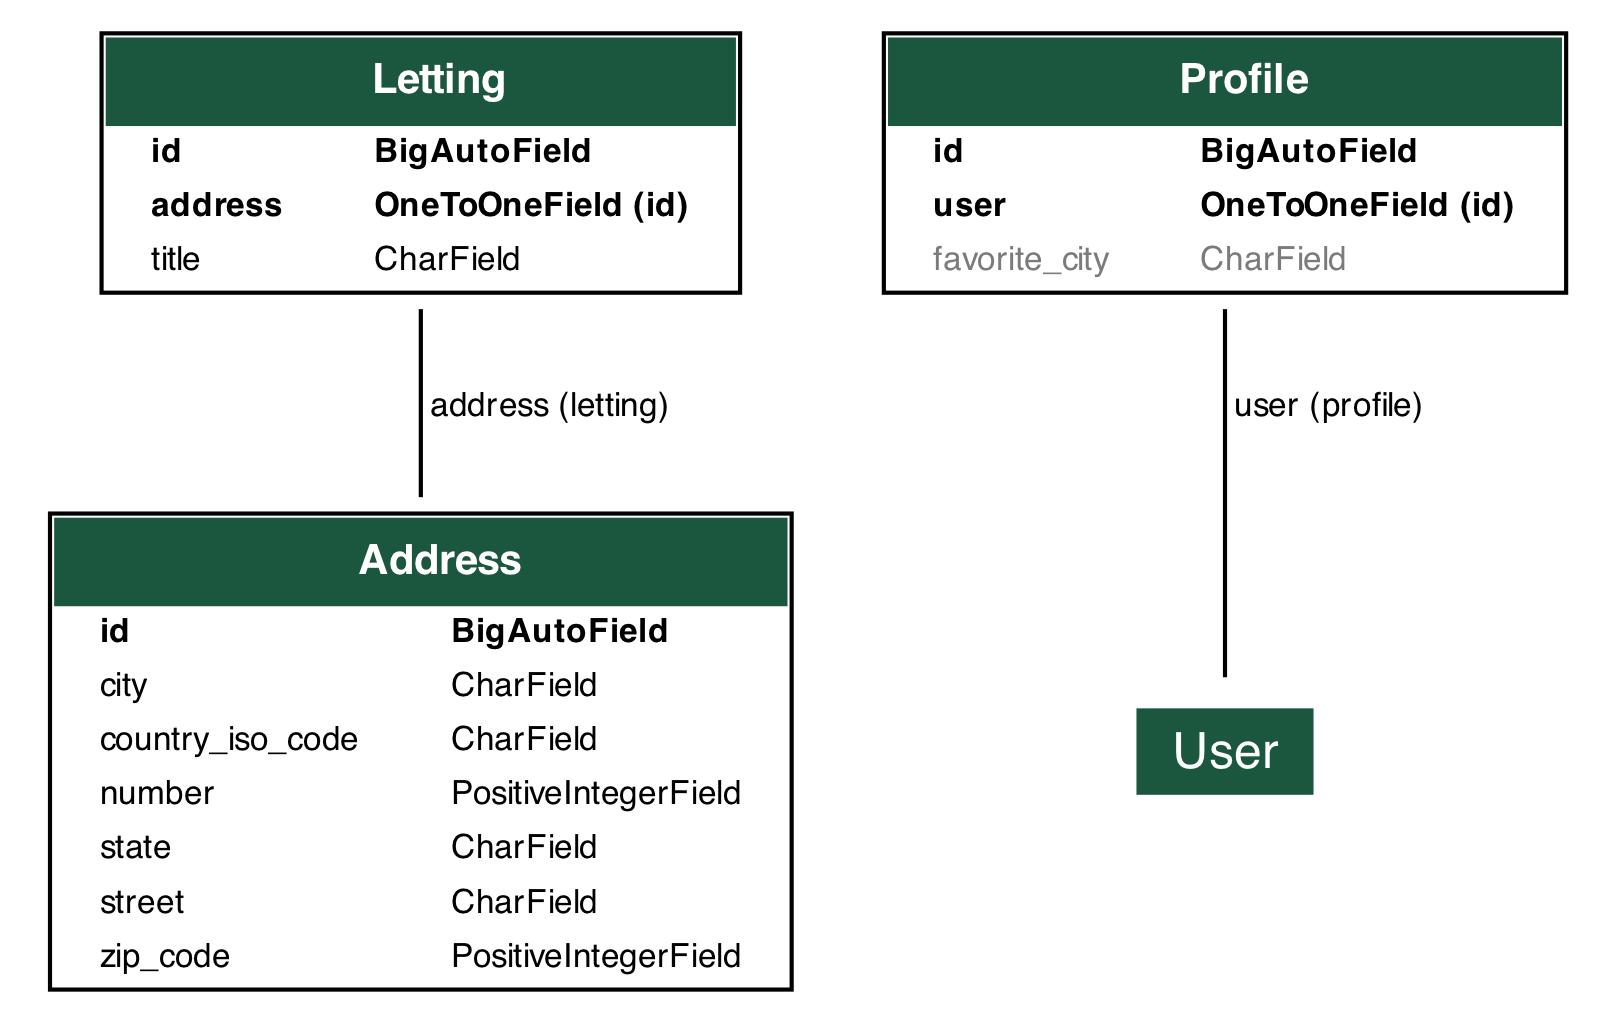 Letting
id BigAutoField
address OneToOneField (id)
title CharField
address (letting)
Address
id BigAutoField
city CharField
country_iso_code CharField
number PositiveIntegerField
state CharField
street CharField
zip_code PositiveIntegerField
Profile
id BigAutoField
user OneToOneField (id)
favorite_city CharField
user (profile)
User